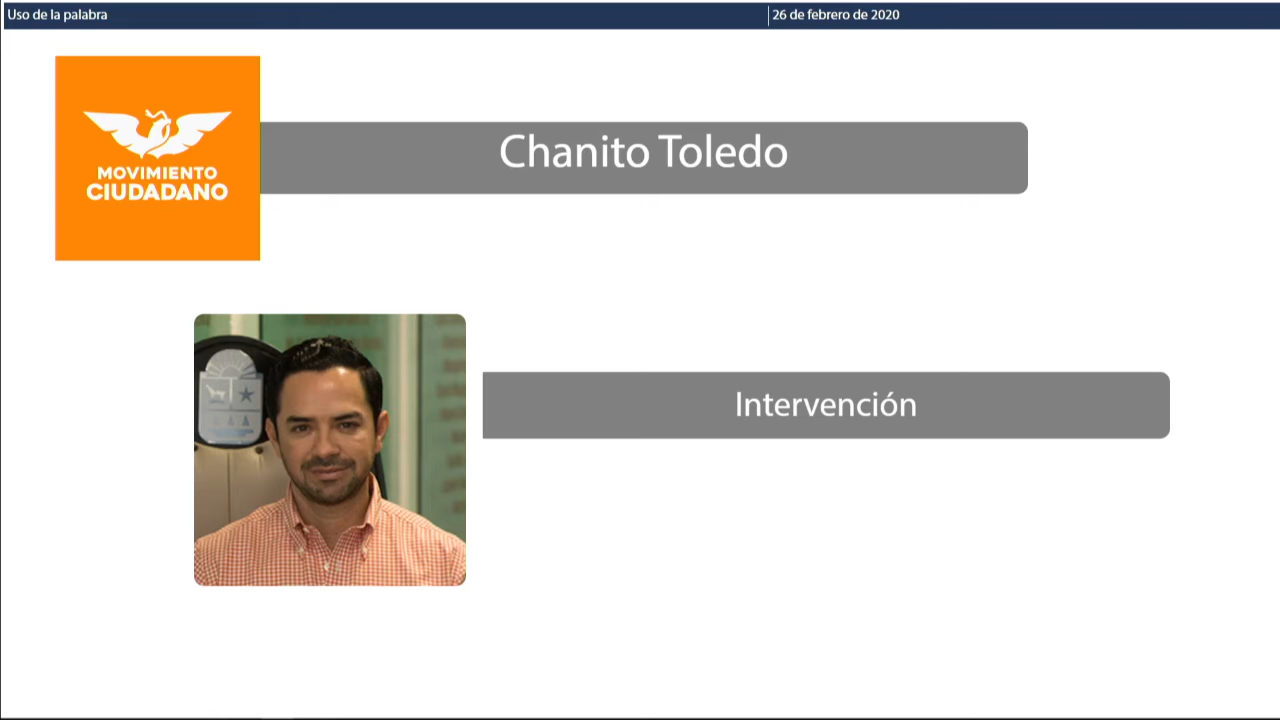 Uso de la palabra
26 de febrero de 2020
MOVIMIENTO
CIUDADANO
Chanito Toledo
Intervención